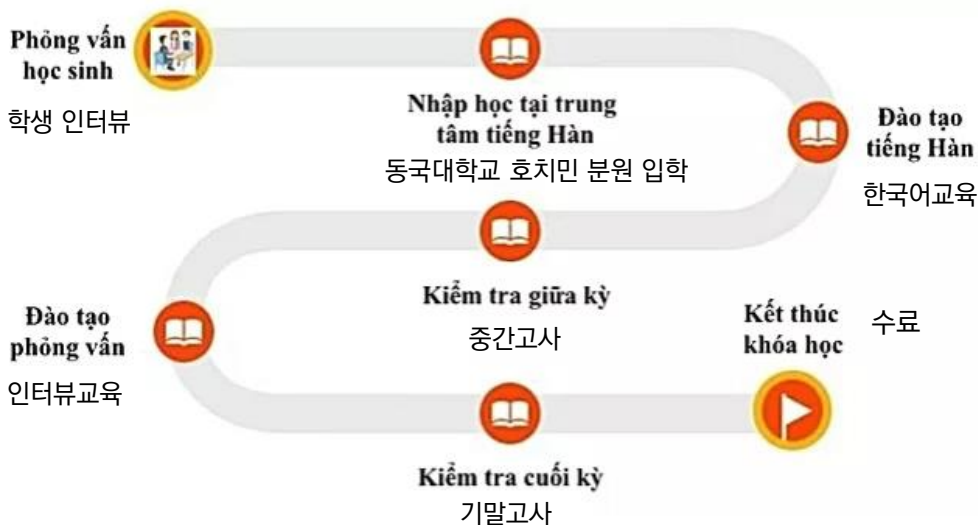 Phỏng vấn
học sinh
학생 인터뷰
Nhập học tại trung
tâm tiếng Hàn
동국대학교 호치민 분원 입학
Đào tạo
tiếng Hàn
한국어교육
Kiểm tra giữa kỳ
중간고사
Đào tạo
phỏng vấn
인터뷰교육
Kiểm tra cuối kỳ
기말고사
Kết thúc
khóa học
수료